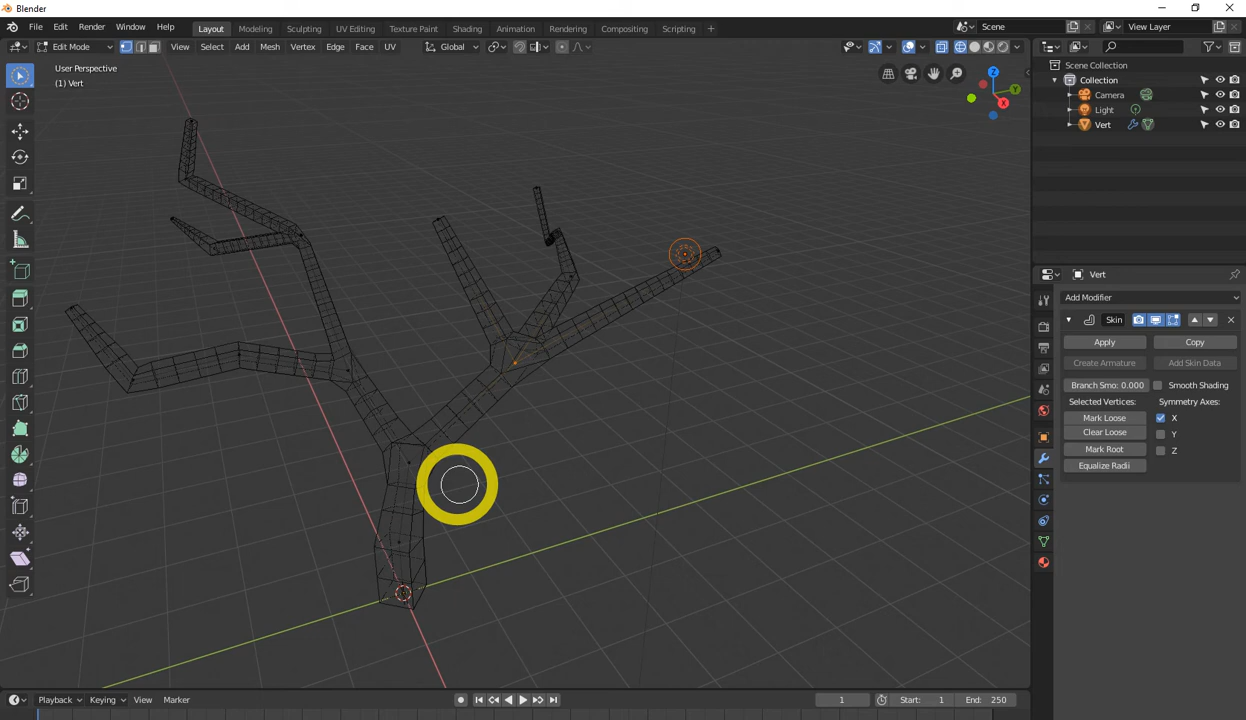 Blender
File Edit Render Window Help
Layout Modeling Sculpting UV Editing Texture Paint Shading Animation Rendering Compositing Scripting + Scene View Layer
Edit Mode View Select Add Mesh Vertex Edge Face UV Global
User Perspective
(1) Vert
Z
Y
X
Scene Collection
Collection
Camera
Light
Vert
Vert
Add Modifier
Skin
Apply Copy
Create Armature Add Skin Data
Branch Smo: 0.000 Smooth Shading
Selected Vertices: Symmetry Axes:
Mark Loose X
Clear Loose Y
Mark Root Z
Equalize Radii
Playback Keying View Marker 1 Start: 1 End: 250